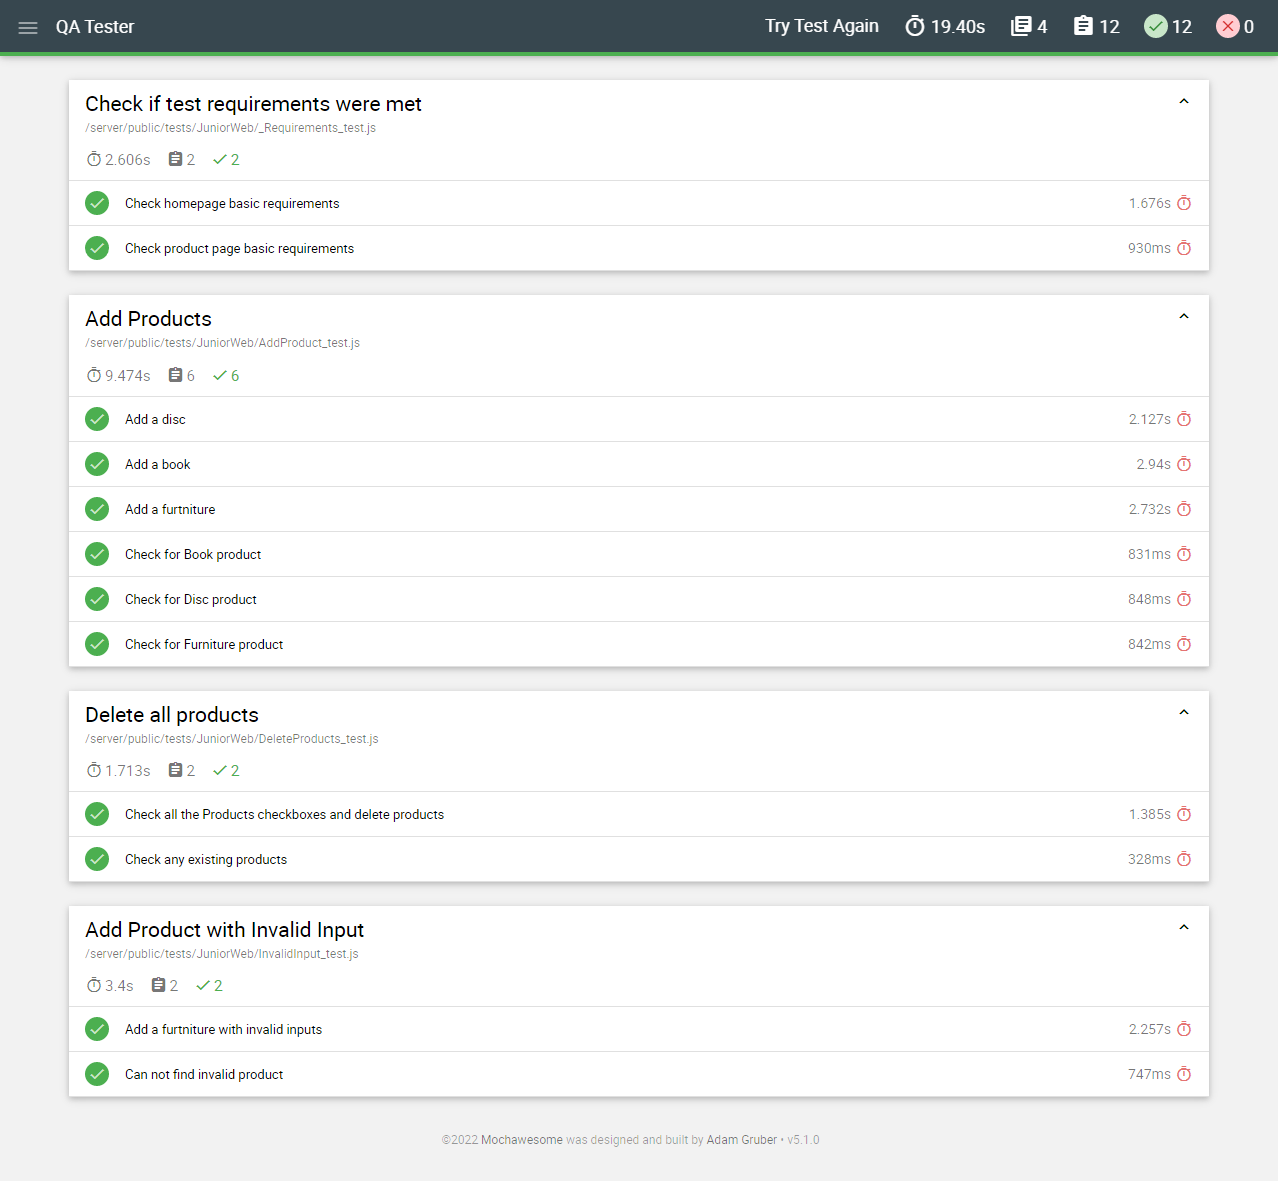 QA Tester
Try Test Again 19.40s 4 12 12 0
Check if test requirements were met
/server/public/tests/JuniorWeb/_Requirements_test.js
2.606s 2 2
Check homepage basic requirements 1.676s
Check product page basic requirements 930ms
Add Products
/server/public/tests/JuniorWeb/AddProduct_test.js
9.474s 6 6
Add a disc 2.127s
Add a book 2.94s
Add a furtniture 2.732s
Check for Book product 831ms
Check for Disc product 848ms
Check for Furniture product 842ms
Delete all products
/server/public/tests/JuniorWeb/DeleteProducts_test.js
1.713s 2 2
Check all the Products checkboxes and delete products 1.385s
Check any existing products 328ms
Add Product with Invalid Input
/server/public/tests/JuniorWeb/InvalidInput_test.js
3.4s 2 2
Add a furtniture with invalid inputs 2.257s
Can not find invalid product 747ms
©2022 Mochawesome was designed and built by Adam Gruber • v5.1.0